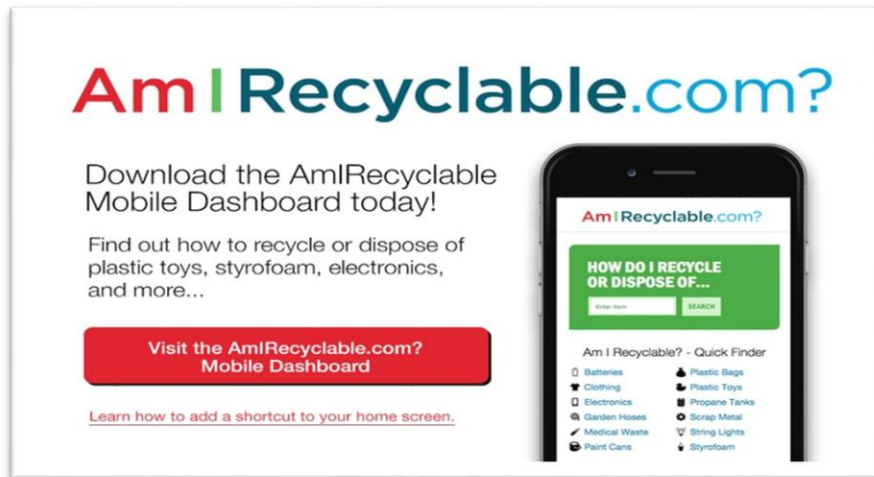 AmIRecyclable.com?
Download the AmIRecyclable
Mobile Dashboard today!
Find out how to recycle or dispose of
plastic toys, styrofoam, electronics,
and more...
Visit the AmIRecyclable.com?
Mobile Dashboard
Learn how to add a shortcut to your home screen.
AmIRecyclable.com?
HOW DO I RECYCLE
OR DISPOSE OF...
Enter Item SEARCH
Am I Recyclable? - Quick Finder
Batteries Plastic Bags
Clothing Plastic Toys
Electronics Propane Tanks
Garden Hoses Scrap Metal
Medical Waste String Lights
Paint Cans Styrofoam